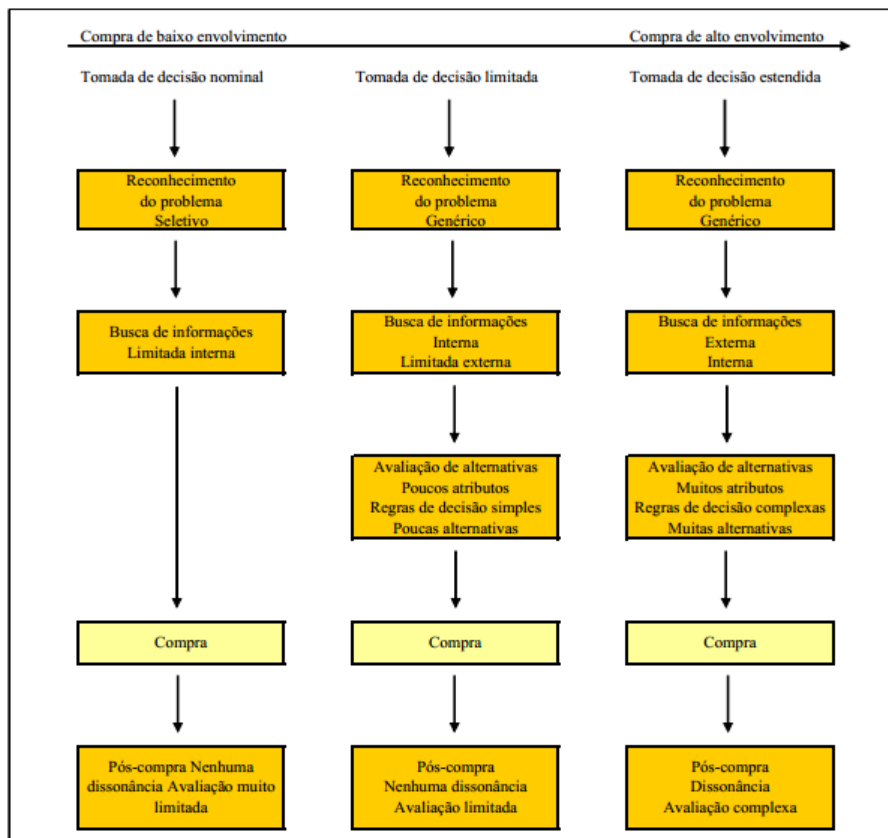 Compra de baixo envolvimento
Compra de alto envolvimento
Tomada de decisão nominal
Tomada de decisão limitada
Tomada de decisão estendida
Reconhecimento
do problema
Seletivo
Reconhecimento
do problema
Genérico
Reconhecimento
do problema
Genérico
Busca de informações
Limitada interna
Busca de informações
Interna
Limitada externa
Busca de informações
Externa
Interna
Avaliação de alternativas
Poucos atributos
Regras de decisão simples
Poucas alternativas
Avaliação de alternativas
Muitos atributos
Regras de decisão complexas
Muitas alternativas
Compra
Compra
Compra
Pós-compra Nenhuma
dissonância Avaliação muito
limitada
Pós-compra
Nenhuma dissonância
Avaliação limitada
Pós-compra
Dissonância
Avaliação complexa